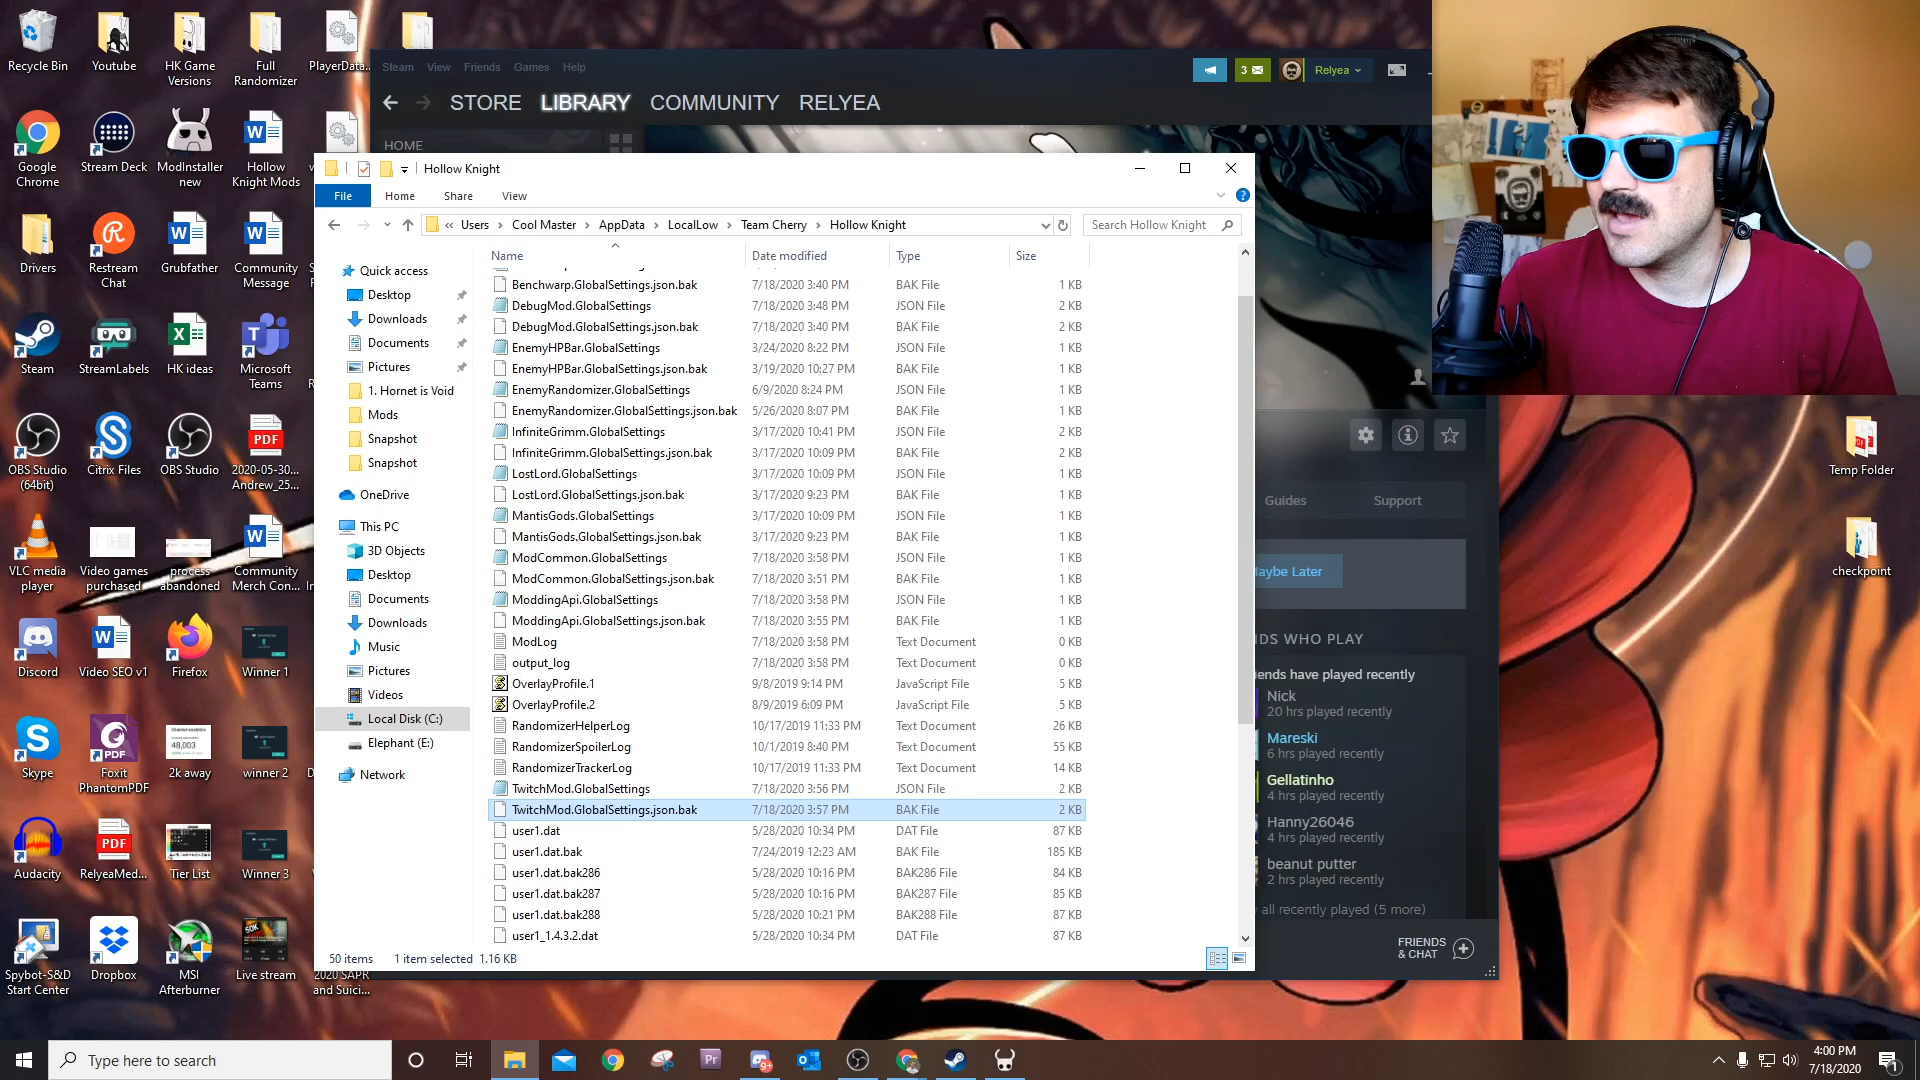 Recycle Bin
Youtube
HK Game Versions
Full Randomizer
PlayerData...
Google Chrome
Stream Deck
ModInstaller new
Hollow Knight Mods
Drivers
Restream Chat
Grubfather
Community Message
Steam
StreamLabels
HK ideas
Microsoft Teams
OBS Studio (64bit)
Citrix Files
OBS Studio
2020-05-30... Andrew_25...
VLC media player
Video games purchased
process abandoned
Community Merch Con...
Discord
Video SEO v1
Firefox
Winner 1
Skype
Foxit PhantomPDF
2k away
winner 2
Audacity
RelyeaMed...
Tier List
Winner 3
Spybot-S&D Start Center
Dropbox
MSI Afterburner
Live stream
2020 SAPR and Suici...
Steam View Friends Games Help
3
Relyea
STORE LIBRARY COMMUNITY RELYEA
HOME
Hollow Knight
File Home Share View
« Users > Cool Master > AppData > LocalLow > Team Cherry > Hollow Knight
Search Hollow Knight
Quick access
Desktop
Downloads
Documents
Pictures
1. Hornet is Void
Mods
Snapshot
Snapshot
OneDrive
This PC
3D Objects
Desktop
Documents
Downloads
Music
Pictures
Videos
Local Disk (C:)
Elephant (E:)
Network
Name Date modified Type Size
Benchwarp.GlobalSettings.json.bak 7/18/2020 3:40 PM BAK File 1 KB
DebugMod.GlobalSettings 7/18/2020 3:48 PM JSON File 2 KB
DebugMod.GlobalSettings.json.bak 7/18/2020 3:40 PM BAK File 2 KB
EnemyHPBar.GlobalSettings 3/24/2020 8:22 PM JSON File 1 KB
EnemyHPBar.GlobalSettings.json.bak 3/19/2020 10:27 PM BAK File 1 KB
EnemyRandomizer.GlobalSettings 6/9/2020 8:24 PM JSON File 1 KB
EnemyRandomizer.GlobalSettings.json.bak 5/26/2020 8:07 PM BAK File 1 KB
InfiniteGrimm.GlobalSettings 3/17/2020 10:41 PM JSON File 2 KB
InfiniteGrimm.GlobalSettings.json.bak 3/17/2020 10:09 PM BAK File 2 KB
LostLord.GlobalSettings 3/17/2020 10:09 PM JSON File 1 KB
LostLord.GlobalSettings.json.bak 3/17/2020 9:23 PM BAK File 1 KB
MantisGods.GlobalSettings 3/17/2020 10:09 PM JSON File 1 KB
MantisGods.GlobalSettings.json.bak 3/17/2020 9:23 PM BAK File 1 KB
ModCommon.GlobalSettings 7/18/2020 3:58 PM JSON File 1 KB
ModCommon.GlobalSettings.json.bak 7/18/2020 3:51 PM BAK File 1 KB
ModdingApi.GlobalSettings 7/18/2020 3:58 PM JSON File 1 KB
ModdingApi.GlobalSettings.json.bak 7/18/2020 3:55 PM BAK File 1 KB
ModLog 7/18/2020 3:58 PM Text Document 0 KB
output_log 7/18/2020 3:58 PM Text Document 0 KB
OverlayProfile.1 9/8/2019 9:14 PM JavaScript File 5 KB
OverlayProfile.2 8/9/2019 6:09 PM JavaScript File 5 KB
RandomizerHelperLog 10/17/2019 11:33 PM Text Document 26 KB
RandomizerSpoilerLog 10/1/2019 8:40 PM Text Document 55 KB
RandomizerTrackerLog 10/17/2019 11:33 PM Text Document 14 KB
TwitchMod.GlobalSettings 7/18/2020 3:56 PM JSON File 2 KB
TwitchMod.GlobalSettings.json.bak 7/18/2020 3:57 PM BAK File 2 KB
user1.dat 5/28/2020 10:34 PM DAT File 87 KB
user1.dat.bak 7/24/2019 12:23 AM BAK File 185 KB
user1.dat.bak286 5/28/2020 10:16 PM BAK286 File 84 KB
user1.dat.bak287 5/28/2020 10:16 PM BAK287 File 85 KB
user1.dat.bak288 5/28/2020 10:21 PM BAK288 File 87 KB
user1_1.4.3.2.dat 5/28/2020 10:34 PM DAT File 87 KB
50 items 1 item selected 1.16 KB
Guides Support
aybe Later
NDS WHO PLAY
iends have played recently
Nick
20 hrs played recently
Mareski
6 hrs played recently
Gellatinho
4 hrs played recently
Hanny26046
4 hrs played recently
beanut putter
2 hrs played recently
all recently played (5 more)
FRIENDS & CHAT
Temp Folder
checkpoint
Type here to search
4:00 PM
7/18/2020